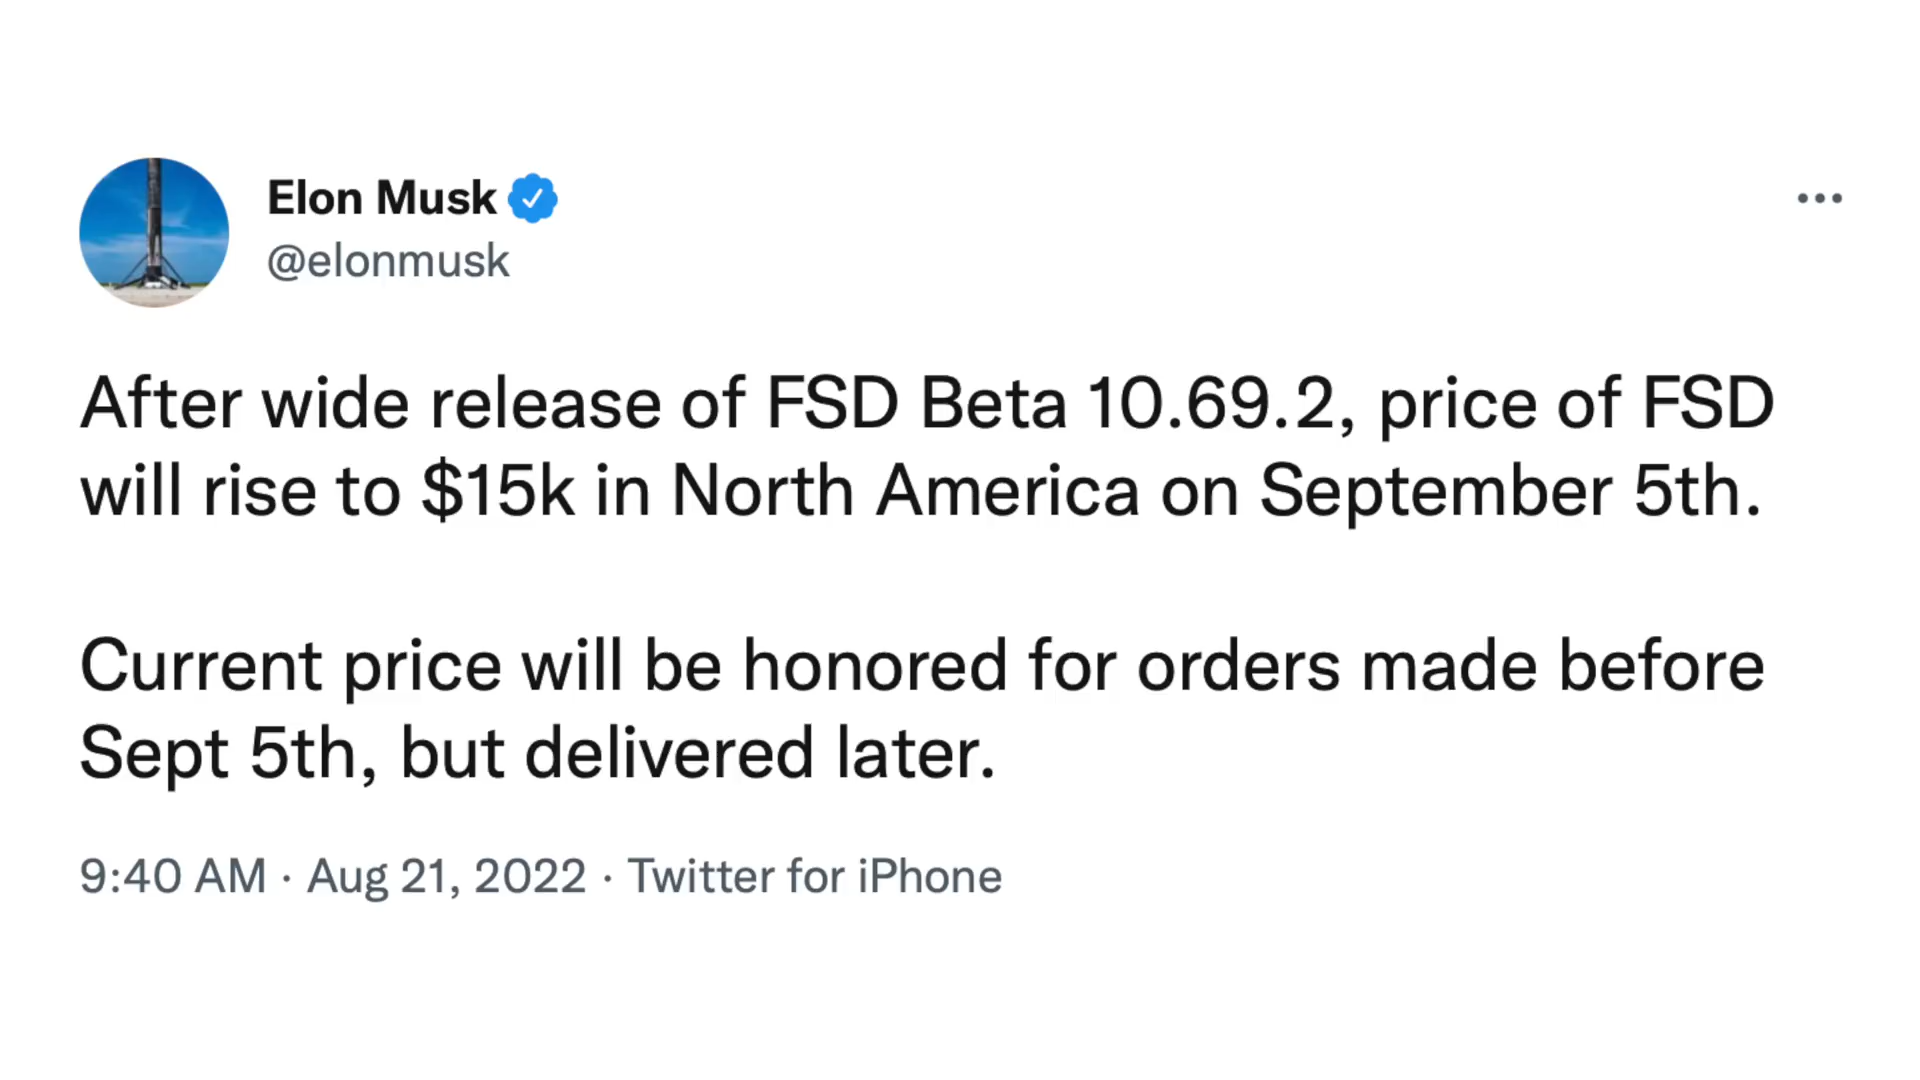 Elon Musk
@elonmusk
After wide release of FSD Beta 10.69.2, price of FSD
will rise to $15k in North America on September 5th.
Current price will be honored for orders made before
Sept 5th, but delivered later.
9:40 AM · Aug 21, 2022 · Twitter for iPhone